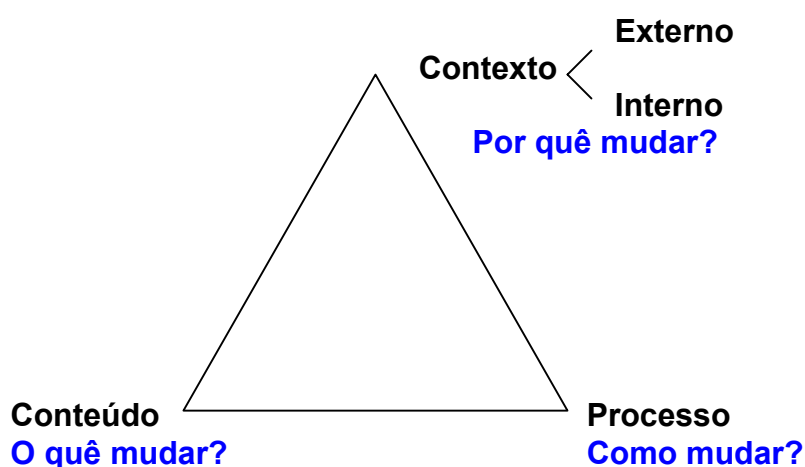 Externo
Contexto
Interno
Por quê mudar?
Conteúdo
O quê mudar?
Processo
Como mudar?